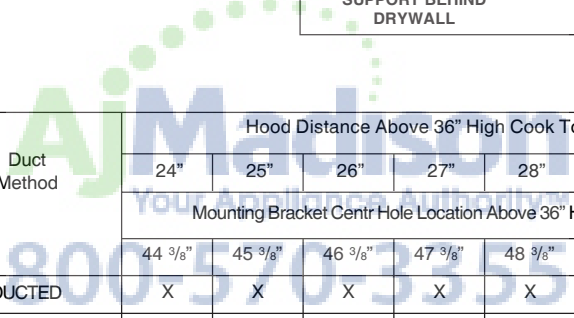 SUPPORT BEHIND
DRYWALL
AjMadison
Your Appliance Authority™
800-570-3355
Hood Distance Above 36” High Cook To
Duct
Method
24” 25” 26” 27” 28”
Mounting Bracket Centr Hole Location Above 36” H
44 3/8” 45 3/8” 46 3/8” 47 3/8” 48 3/8”
DUCTED X X X X X